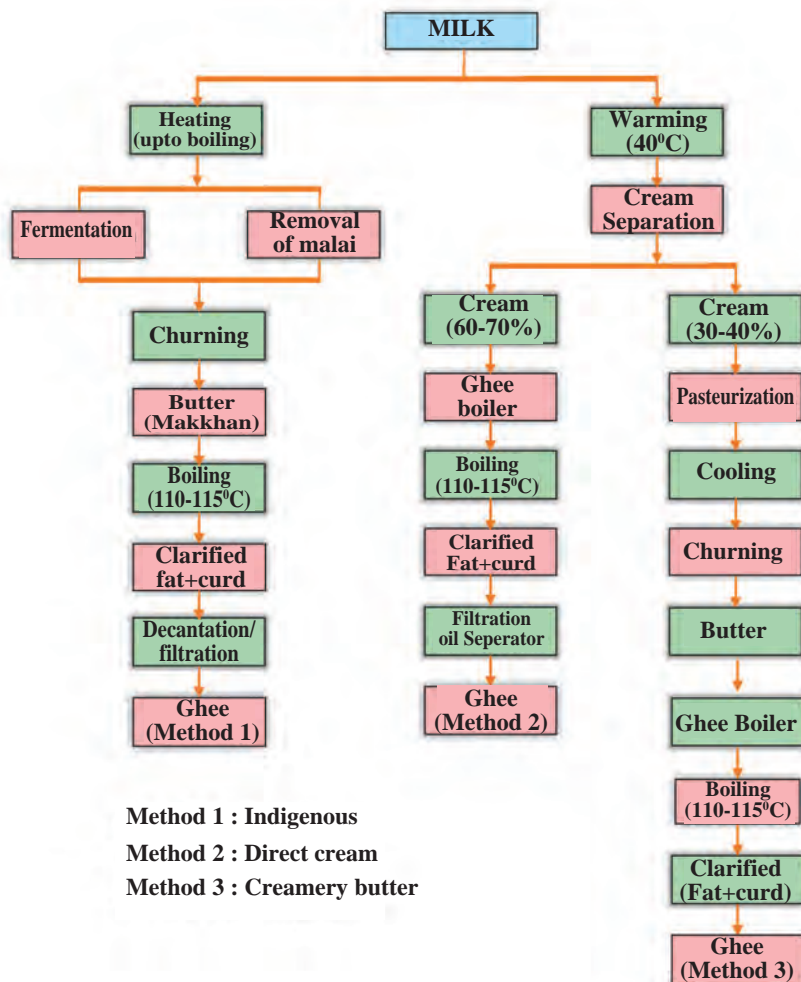 MILK
Heating
(upto boiling)
Fermentation
Removal
of malai
Churning
Butter
(Makkhan)
Boiling
(110-115⁰C)
Clarified
fat+curd
Decantation/
filtration
Ghee
(Method 1)
Warming
(40⁰C)
Cream
Separation
Cream
(60-70%)
Ghee
boiler
Boiling
(110-115⁰C)
Clarified
Fat+curd
Filtration
oil Seperator
Ghee
(Method 2)
Cream
(30-40%)
Pasteurization
Cooling
Churning
Butter
Ghee Boiler
Boiling
(110-115⁰C)
Clarified
(Fat+curd)
Ghee
(Method 3)
Method 1 : Indigenous
Method 2 : Direct cream
Method 3 : Creamery butter